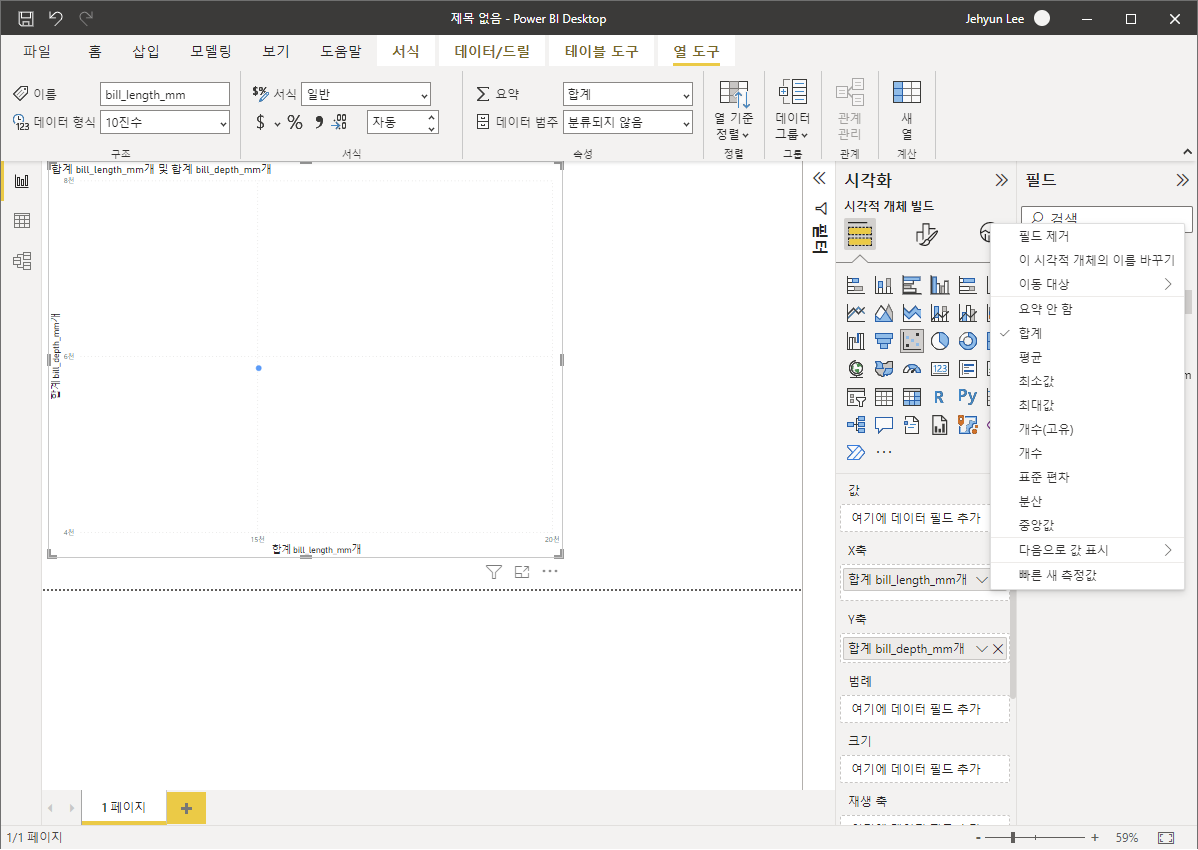 제목 없음 - Power BI Desktop
Jehyun Lee
파일 홈 삽입 모델링 보기 도움말 서식 데이터/드릴 테이블 도구 열 도구
이름 bill_length_mm
데이터 형식 10진수
구조
서식 일반
$ % 자동
서식
요약 합계
데이터 범주 분류되지 않음
속성
열 기준
정렬
정렬
데이터
그룹
그룹
관계
관리
관계
새
열
계산
합계 bill_length_mm개 및 합계 bill_depth_mm개
8천
6천
4천
합계 bill_depth_mm개
15천
20천
합계 bill_length_mm개
필터
시각화
시각적 개체 빌드
123
R
Py
값
여기에 데이터 필드 추가
X축
합계 bill_length_mm개
Y축
합계 bill_depth_mm개
범례
여기에 데이터 필드 추가
크기
여기에 데이터 필드 추가
재생 축
필드
검색
필드 제거
이 시각적 개체의 이름 바꾸기
이동 대상
요약 안 함
합계
평균
최소값
최대값
개수(고유)
개수
표준 편차
분산
중앙값
다음으로 값 표시
빠른 새 측정값
1 페이지
1/1 페이지
- + 59%